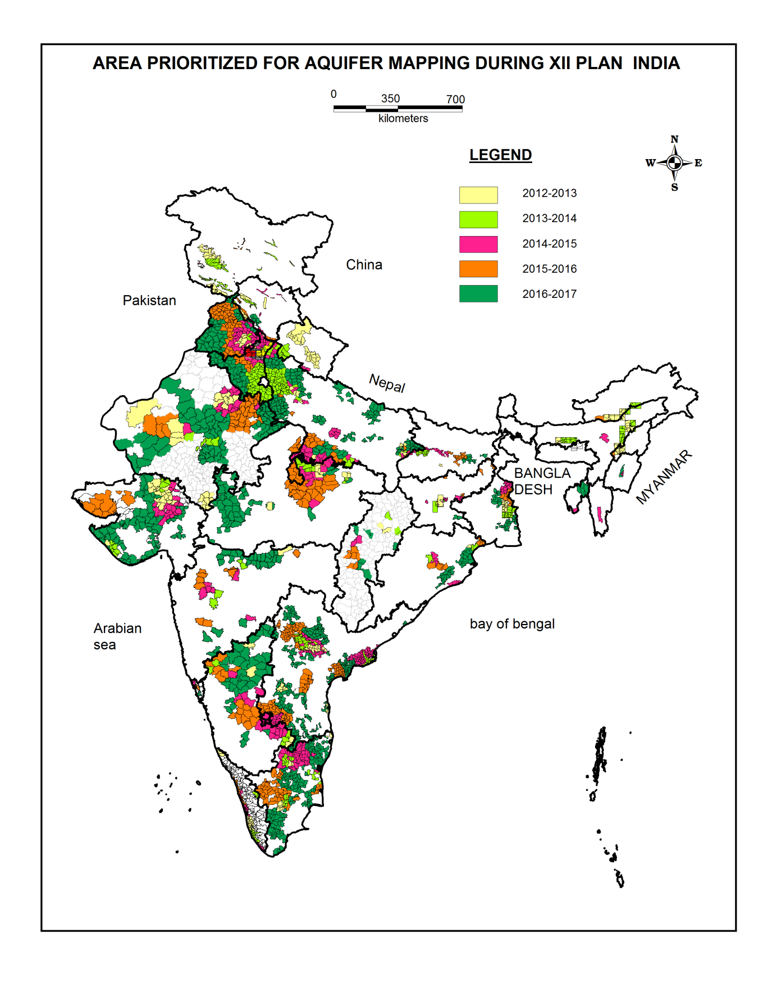 AREA PRIORITIZED FOR AQUIFER MAPPING DURING XII PLAN INDIA
0 350 700
kilometers
N
W E
S
LEGEND
2012-2013
2013-2014
2014-2015
2015-2016
2016-2017
China
Pakistan
Nepal
BANGLA
DESH
MYANMAR
Arabian
sea
bay of bengal